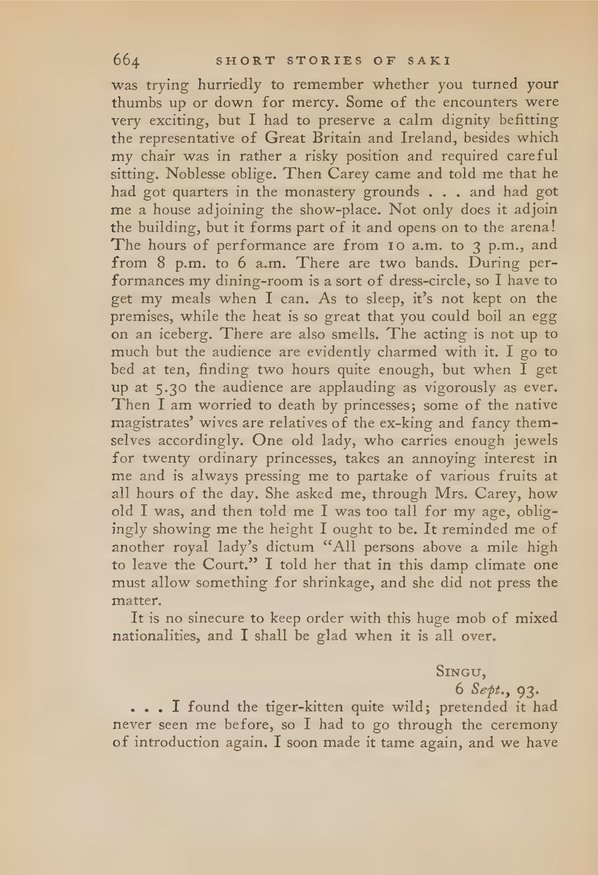 664 SHORT STORIES OF SAKI
was trying hurriedly to remember whether you turned your
thumbs up or down for mercy. Some of the encounters were
very exciting, but I had to preserve a calm dignity befitting
the representative of Great Britain and Ireland, besides which
my chair was in rather a risky position and required careful
sitting. Noblesse oblige. Then Carey came and told me that he
had got quarters in the monastery grounds . . . and had got
me a house adjoining the show-place. Not only does it adjoin
the building, but it forms part of it and opens on to the arena!
The hours of performance are from 10 a.m. to 3 p.m., and
from 8 p.m. to 6 a.m. There are two bands. During per-
formances my dining-room is a sort of dress-circle, so I have to
get my meals when I can. As to sleep, it's not kept on the
premises, while the heat is so great that you could boil an egg
on an iceberg. There are also smells. The acting is not up to
much but the audience are evidently charmed with it. I go to
bed at ten, finding two hours quite enough, but when I get
up at 5.30 the audience are applauding as vigorously as ever.
Then I am worried to death by princesses; some of the native
magistrates' wives are relatives of the ex-king and fancy them-
selves accordingly. One old lady, who carries enough jewels
for twenty ordinary princesses, takes an annoying interest in
me and is always pressing me to partake of various fruits at
all hours of the day. She asked me, through Mrs. Carey, how
old I was, and then told me I was too tall for my age, oblig-
ingly showing me the height I ought to be. It reminded me of
another royal lady's dictum “All persons above a mile high
to leave the Court.” I told her that in this damp climate one
must allow something for shrinkage, and she did not press the
matter.
It is no sinecure to keep order with this huge mob of mixed
nationalities, and I shall be glad when it is all over.
SINGU,
6 Sept., 93.
. . . I found the tiger-kitten quite wild; pretended it had
never seen me before, so I had to go through the ceremony
of introduction again. I soon made it tame again, and we have